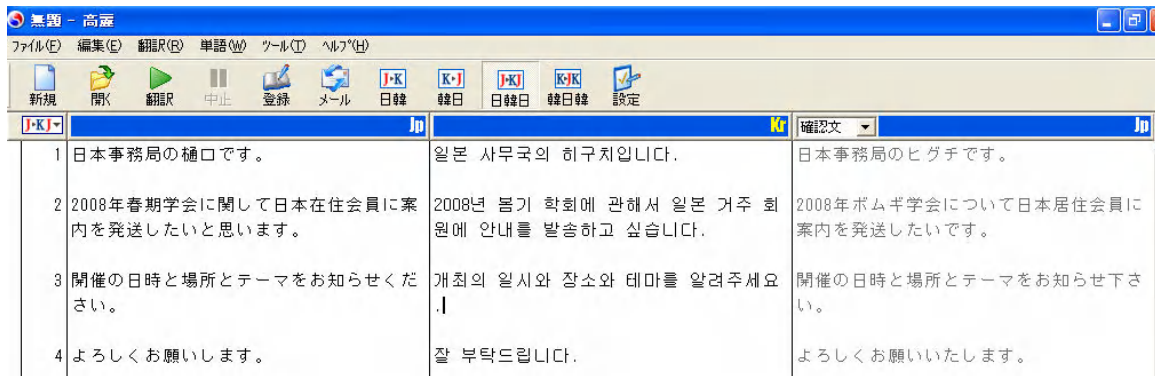 無題 - 高麗
ファイル(F) 編集(E) 翻訳(R) 単語(W) ツール(T) ヘルプ(H)
新規 開く 翻訳 中止 登録 メール 日韓 韓日 日韓日 韓日韓 設定
J・K K・J J・KJ K・JK
J・KJ Jp Kr 確認文 Jp
1 日本事務局の樋口です。 일본 사무국의 히구치입니다. 日本事務局のヒグチです。
2 2008年春期学会に関して日本在住会員に案 2008년 봄기 학회에 관해서 일본 거주 회 2008年ボムギ学会について日本居住会員に
内を発送したいと思います。 원에 안내를 발송하고 싶습니다. 案内を発送したいです。
3 開催の日時と場所とテーマをお知らせくだ 개최의 일시와 장소와 테마를 알려주세요 開催の日時と場所とテーマをお知らせ下さ
さい。 . い。
4 よろしくお願いします。 잘 부탁드립니다. よろしくお願いいたします。